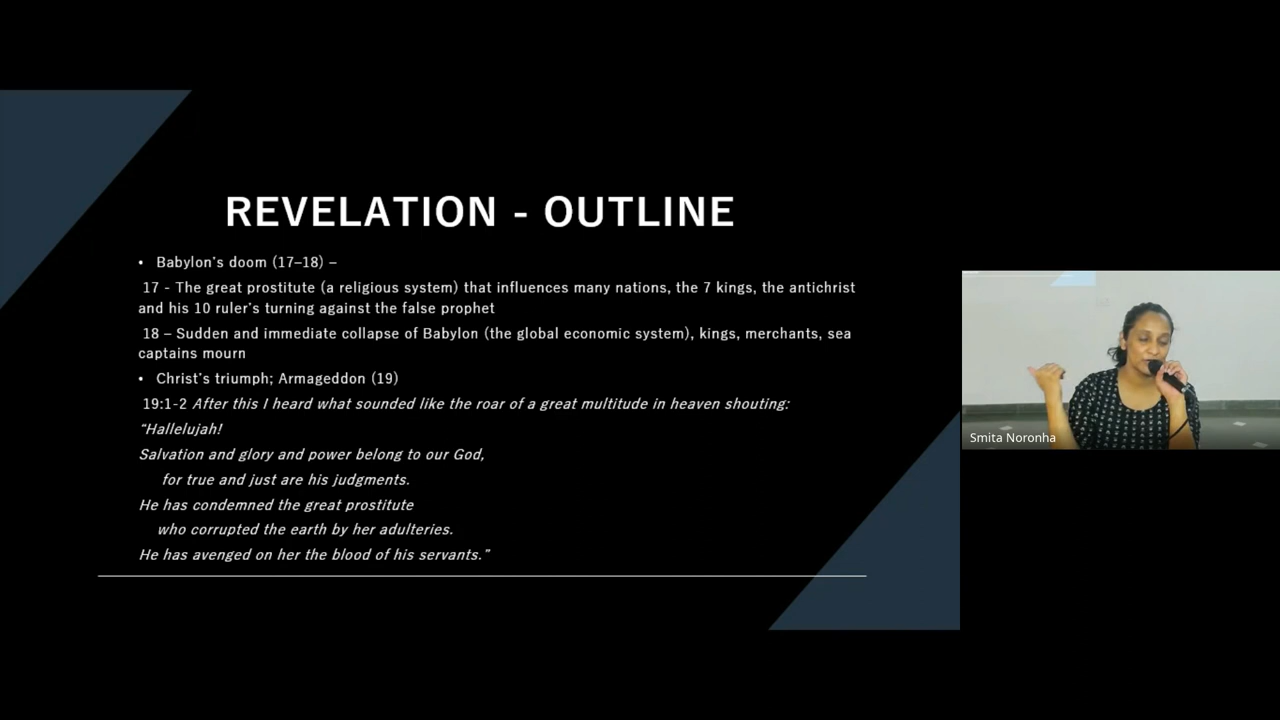 REVELATION - OUTLINE
• Babylon's doom (17–18) –
17 - The great prostitute (a religious system) that influences many nations, the 7 kings, the antichrist
and his 10 ruler's turning against the false prophet
18 – Sudden and immediate collapse of Babylon (the global economic system), kings, merchants, sea
captains mourn
• Christ's triumph; Armageddon (19)
19:1-2 After this I heard what sounded like the roar of a great multitude in heaven shouting:
“Hallelujah!
Salvation and glory and power belong to our God,
for true and just are his judgments.
He has condemned the great prostitute
who corrupted the earth by her adulteries.
He has avenged on her the blood of his servants.”
Smita Noronha